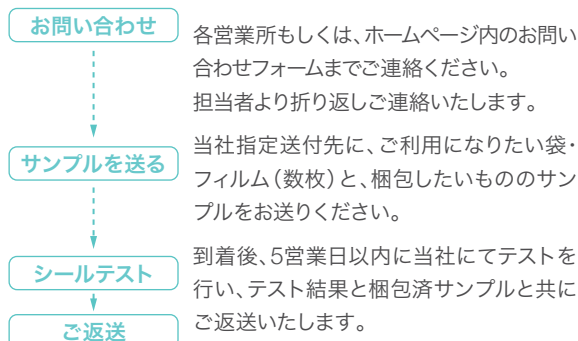 お問い合わせ
各営業所もしくは、ホームページ内のお問い
合わせフォームまでご連絡ください。
担当者より折り返しご連絡いたします。
サンプルを送る
当社指定送付先に、ご利用になりたい袋・
フィルム(数枚)と、梱包したいもののサン
プルをお送りください。
シールテスト
到着後、5営業日以内に当社にてテストを
行い、テスト結果と梱包済サンプルと共に
ご返送いたします。
ご返送